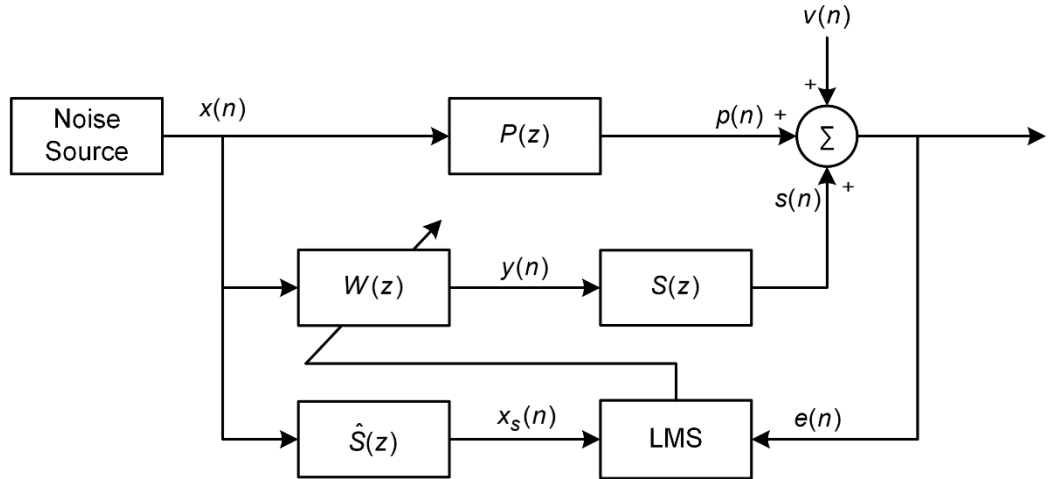 v(n)
+
Noise
Source
x(n)
P(z)
p(n) +
Σ
s(n)
+
W(z)
y(n)
S(z)
Ŝ(z)
xₛ(n)
LMS
e(n)